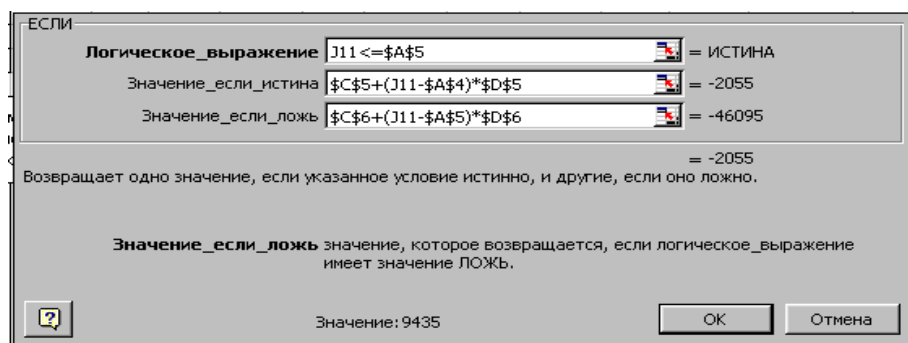 ЕСЛИ
Логическое_выражение J11<=$A$5 = ИСТИНА
Значение_если_истина $C$5+(J11-$A$4)*$D$5 = -2055
Значение_если_ложь $C$6+(J11-$A$5)*$D$6 = -46095
= -2055
Возвращает одно значение, если указанное условие истинно, и другие, если оно ложно.
Значение_если_ложь значение, которое возвращается, если логическое_выражение
имеет значение ЛОЖЬ.
? Значение:9435 OK Отмена